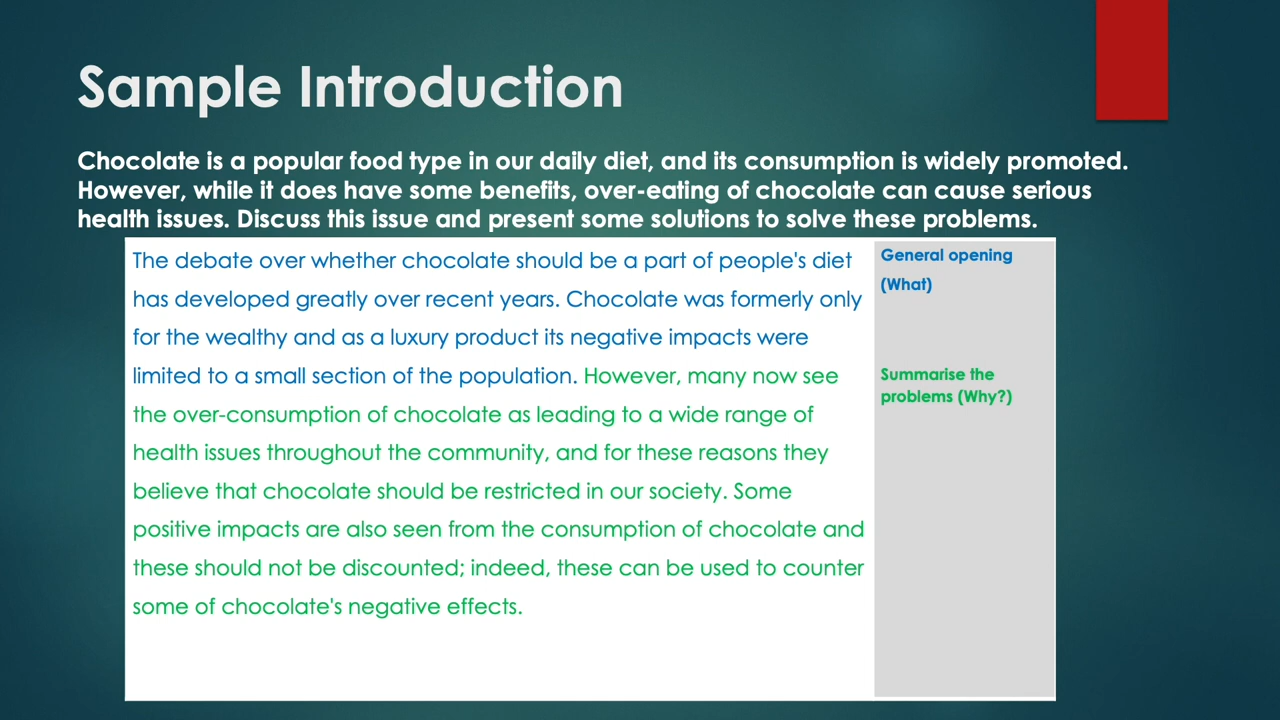 Sample Introduction
Chocolate is a popular food type in our daily diet, and its consumption is widely promoted.
However, while it does have some benefits, over-eating of chocolate can cause serious
health issues. Discuss this issue and present some solutions to solve these problems.
The debate over whether chocolate should be a part of people's diet
has developed greatly over recent years. Chocolate was formerly only
for the wealthy and as a luxury product its negative impacts were
limited to a small section of the population. However, many now see
the over-consumption of chocolate as leading to a wide range of
health issues throughout the community, and for these reasons they
believe that chocolate should be restricted in our society. Some
positive impacts are also seen from the consumption of chocolate and
these should not be discounted; indeed, these can be used to counter
some of chocolate's negative effects.
General opening
(What)
Summarise the
problems (Why?)